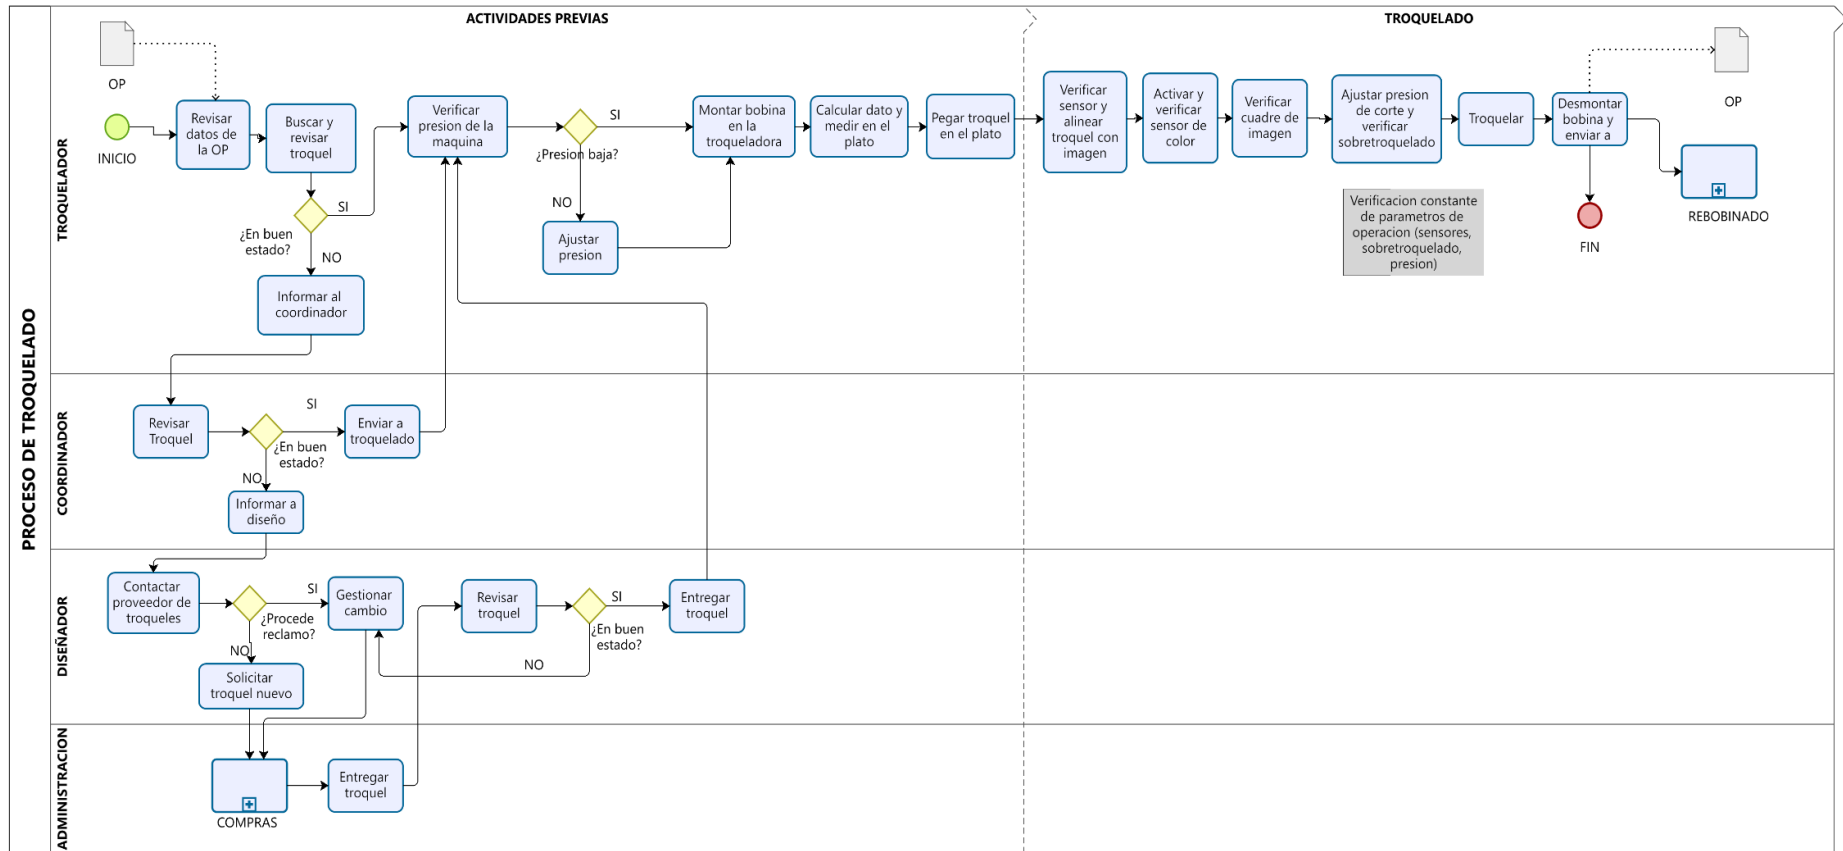 PROCESO DE TROQUELADO
ACTIVIDADES PREVIAS
TROQUELADO
TROQUELADOR
OP
INICIO
Revisar
datos de
la OP
Buscar y
revisar
troquel
¿En buen
estado?
SI
NO
Informar al
coordinador
Verificar
presion de la
maquina
¿Presion baja?
SI
NO
Ajustar
presion
Montar bobina
en la
troqueladora
Calcular dato y
medir en el
plato
Pegar troquel
en el plato
Verificar
sensor y
alinear
troquel con
imagen
Activar y
verificar
sensor de
color
Verificar
cuadre de
imagen
Ajustar presion
de corte y
verificar
sobretroquelado
Troquelar
Desmontar
bobina y
enviar a
OP
REBOBINADO
FIN
Verificacion constante
de parametros de
operacion (sensores,
sobretroquelado,
presion)
COORDINADOR
Revisar
Troquel
¿En buen
estado?
SI
NO
Enviar a
troquelado
Informar a
diseño
DISEÑADOR
Contactar
proveedor de
troqueles
¿Procede
reclamo?
SI
NO
Gestionar
cambio
Solicitar
troquel nuevo
Revisar
troquel
¿En buen
estado?
SI
NO
Entregar
troquel
ADMINISTRACION
COMPRAS
Entregar
troquel